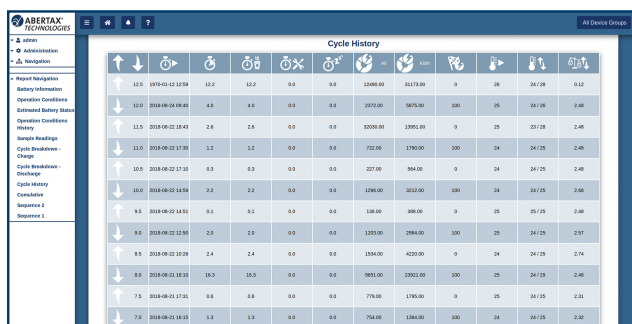 ABERTAX®
TECHNOLOGIES
?
All Device Groups
admin
Administration
Navigation
Report Navigation
Battery Information
Operation Conditions
Estimated Battery Status
Operation Conditions
History
Sample Readings
Cycle Breakdown -
Charge
Cycle Breakdown -
Discharge
Cycle History
Cumulative
Sequence 2
Sequence 1
Cycle History
Ah KWh
12.5 1970-01-12 12:59 12.2 12.2 0.0 0.0 12490.00 31173.00 0 26 24 / 28 0.12
12.0 2018-08-24 09:40 4.0 4.0 0.0 0.0 2372.00 5875.00 100 25 24 / 26 2.48
11.5 2018-08-22 18:43 2.6 2.6 0.0 0.0 32030.00 13951.00 0 25 23 / 28 2.48
11.0 2018-08-22 17:30 1.2 1.2 0.0 0.0 722.00 1790.00 100 24 24 / 25 2.48
10.5 2018-08-22 17:10 0.3 0.3 0.0 0.0 227.00 564.00 0 24 24 / 25 2.48
10.0 2018-08-22 14:59 2.2 2.2 0.0 0.0 1296.00 3212.00 100 24 24 / 25 2.68
9.5 2018-08-22 14:51 0.1 0.1 0.0 0.0 136.00 398.00 0 25 25 / 25 2.48
9.0 2018-08-22 12:50 2.0 2.0 0.0 0.0 1203.00 2984.00 100 25 24 / 25 2.57
8.5 2018-08-22 10:26 2.4 2.4 0.0 0.0 1534.00 4220.00 0 24 24 / 25 2.74
8.0 2018-08-21 18:10 16.3 16.3 0.0 0.0 9651.00 23921.00 100 25 24 / 25 2.48
7.5 2018-08-21 17:31 0.6 0.6 0.0 0.0 779.00 1795.00 0 25 24 / 25 2.31
7.0 2018-08-21 16:15 1.3 1.3 0.0 0.0 754.00 1384.00 100 24 24 / 25 2.32